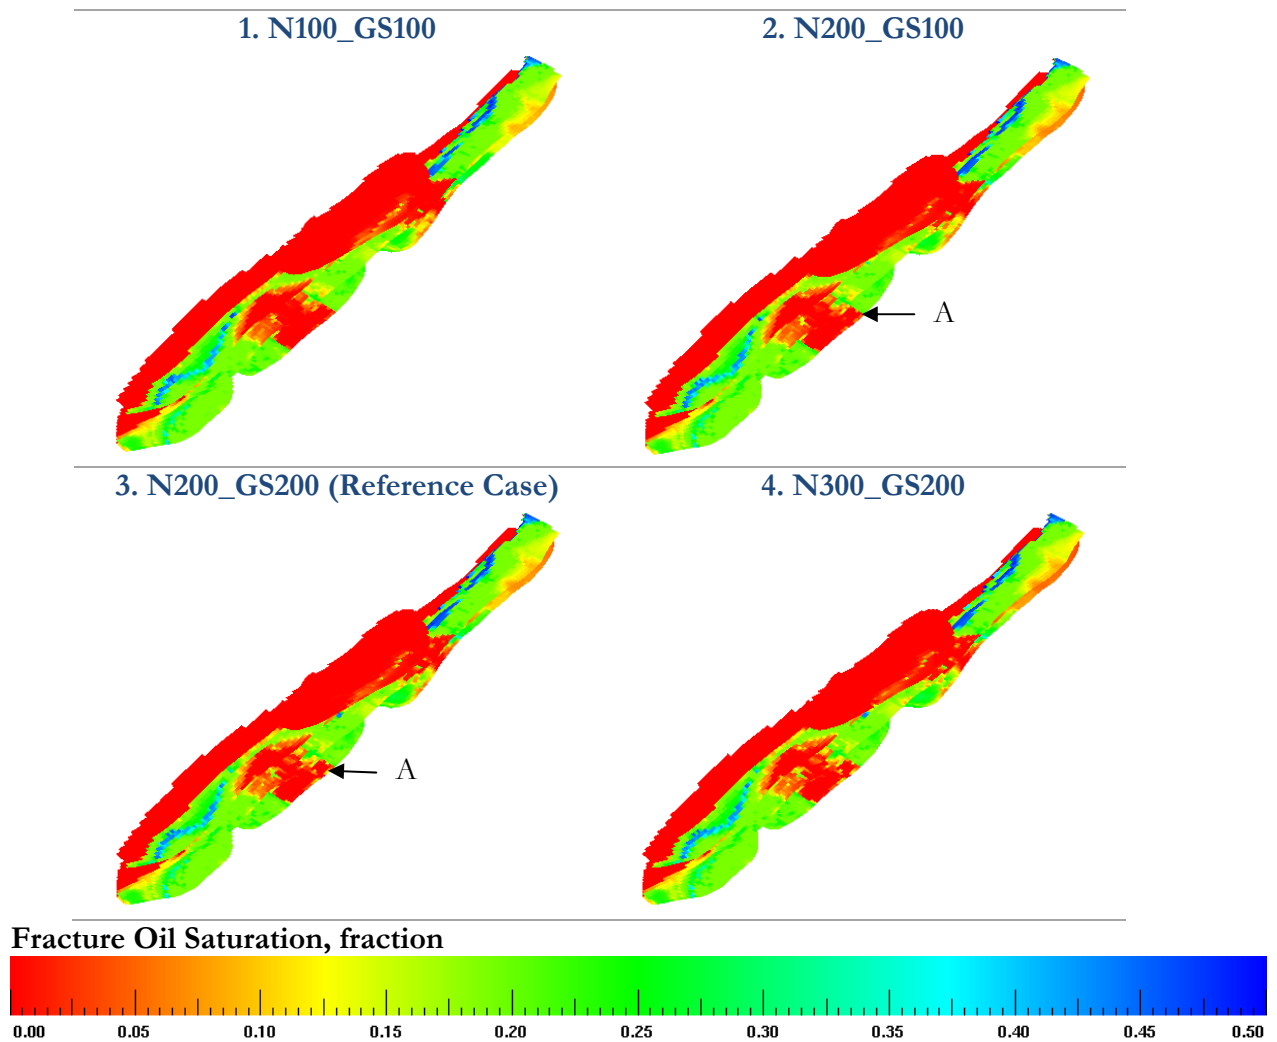 1. N100_GS100
2. N200_GS100
A
3. N200_GS200 (Reference Case)
4. N300_GS200
A
Fracture Oil Saturation, fraction
0.00 0.05 0.10 0.15 0.20 0.25 0.30 0.35 0.40 0.45 0.50